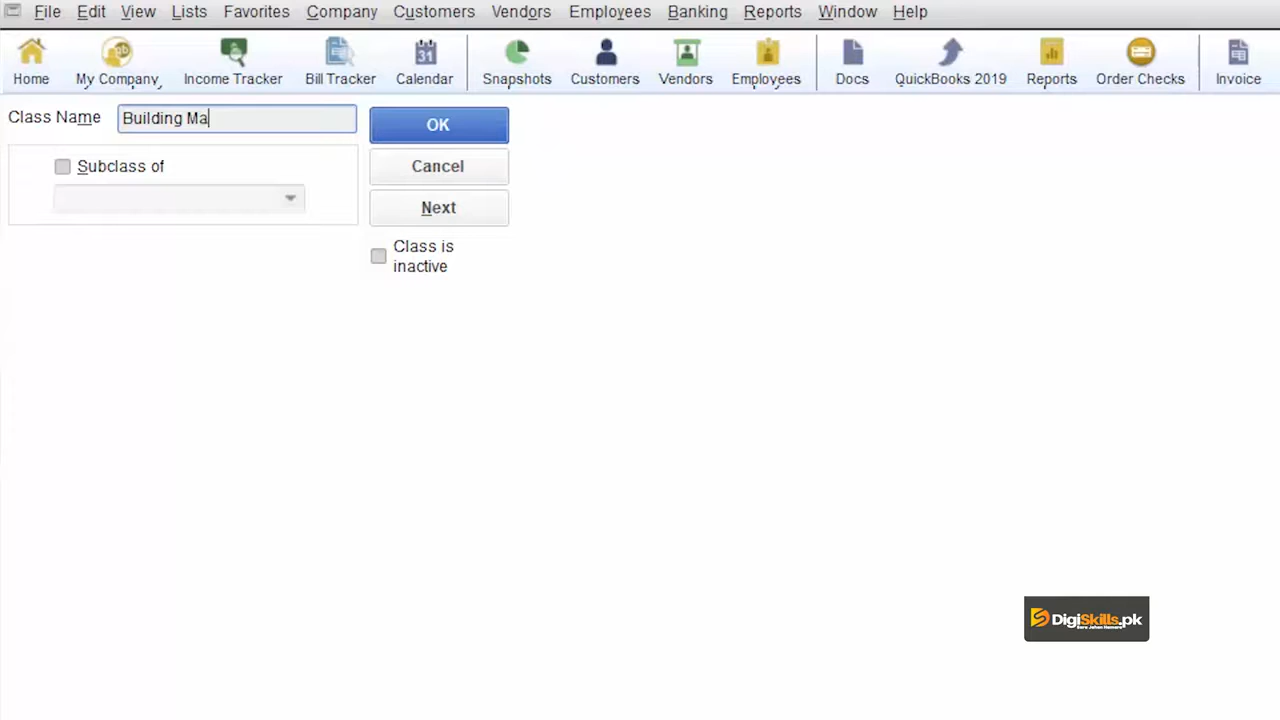 File Edit View Lists Favorites Company Customers Vendors Employees Banking Reports Window Help
Home My Company Income Tracker Bill Tracker Calendar Snapshots Customers Vendors Employees Docs QuickBooks 2019 Reports Order Checks Invoice
31
Class Name Building Ma
OK
Subclass of
Cancel
Next
Class is
inactive
DigiSkills.pk